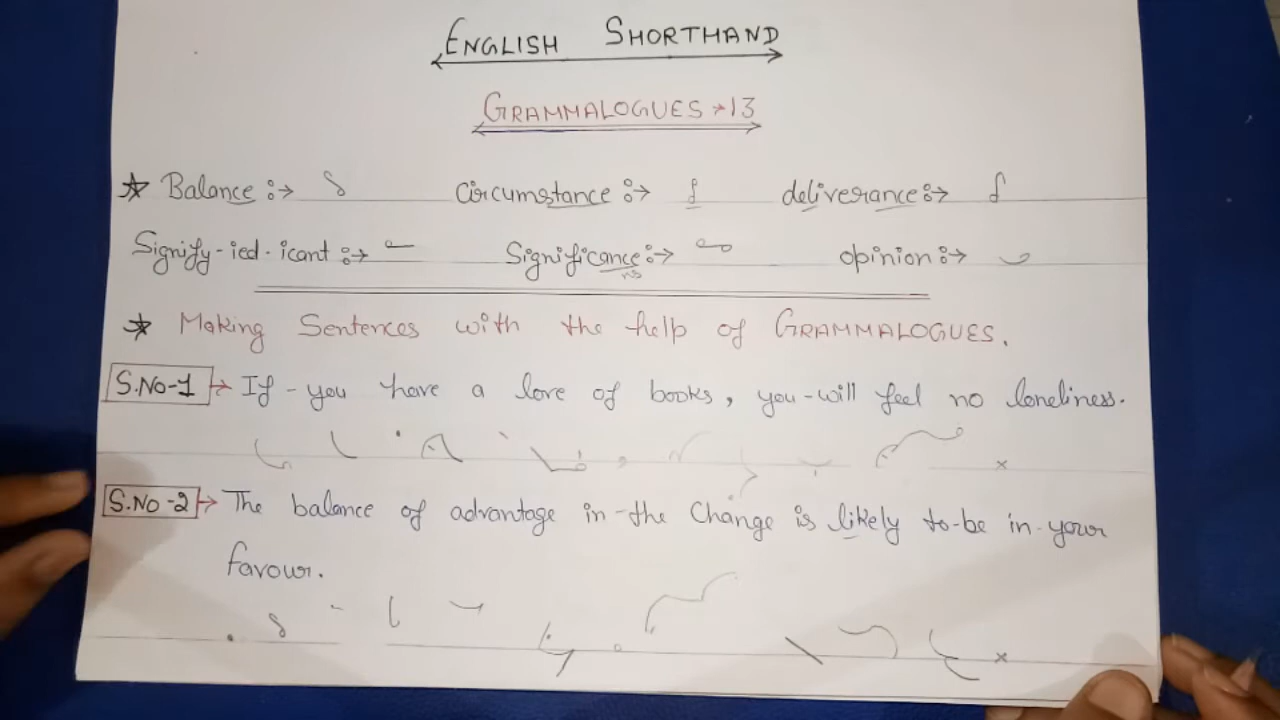 ENGLISH SHORTHAND
GRAMMALOGUES → 13
☆ Balance :→ circumstance :→ deliverance :→
Signify-ied-icant :→ Significance :→ opinion :→
ns
☆ Making Sentences with the help of GRAMMALOGUES.
S.No-1 → If-you have a love of books, you-will feel no loneliness.
S.No-2 → The balance of advantage in-the change is likely to-be in-your
favour.